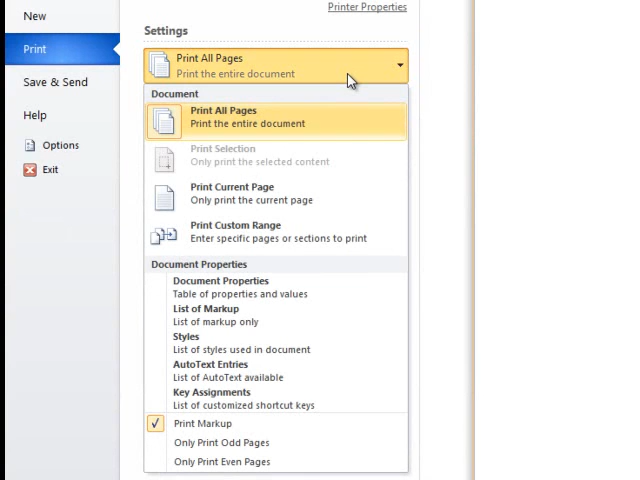 New
Print
Save & Send
Help
Options
Exit
Printer Properties
Settings
Print All Pages
Print the entire document
Document
Print All Pages
Print the entire document
Print Selection
Only print the selected content
Print Current Page
Only print the current page
Print Custom Range
Enter specific pages or sections to print
Document Properties
Document Properties
Table of properties and values
List of Markup
List of markup only
Styles
List of styles used in document
AutoText Entries
List of AutoText available
Key Assignments
List of customized shortcut keys
Print Markup
Only Print Odd Pages
Only Print Even Pages